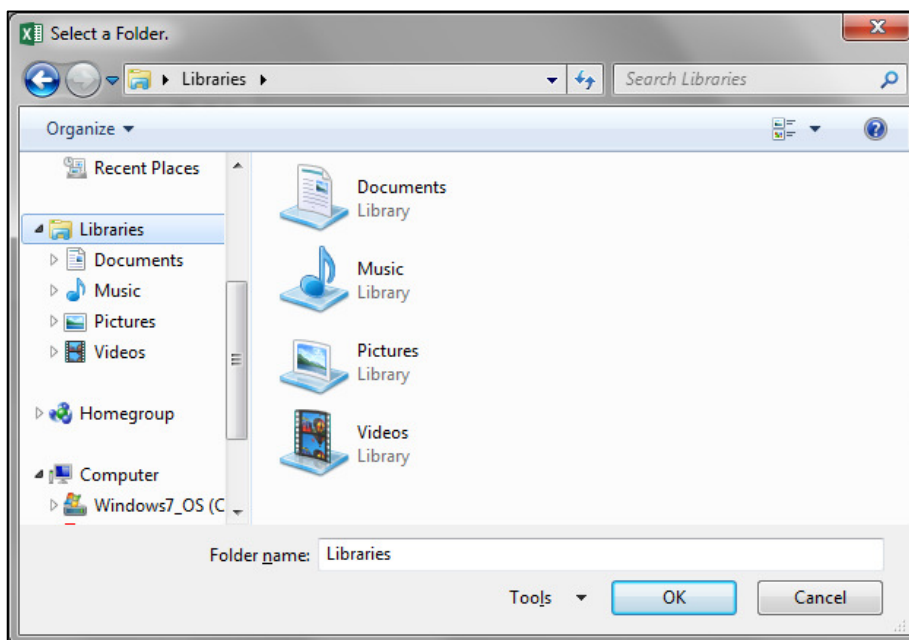 Select a Folder.
Libraries
Search Libraries
Organize
Recent Places
Libraries
Documents
Music
Pictures
Videos
Homegroup
Computer
Windows7_OS (C
Documents
Library
Music
Library
Pictures
Library
Videos
Library
Folder name: Libraries
Tools OK Cancel